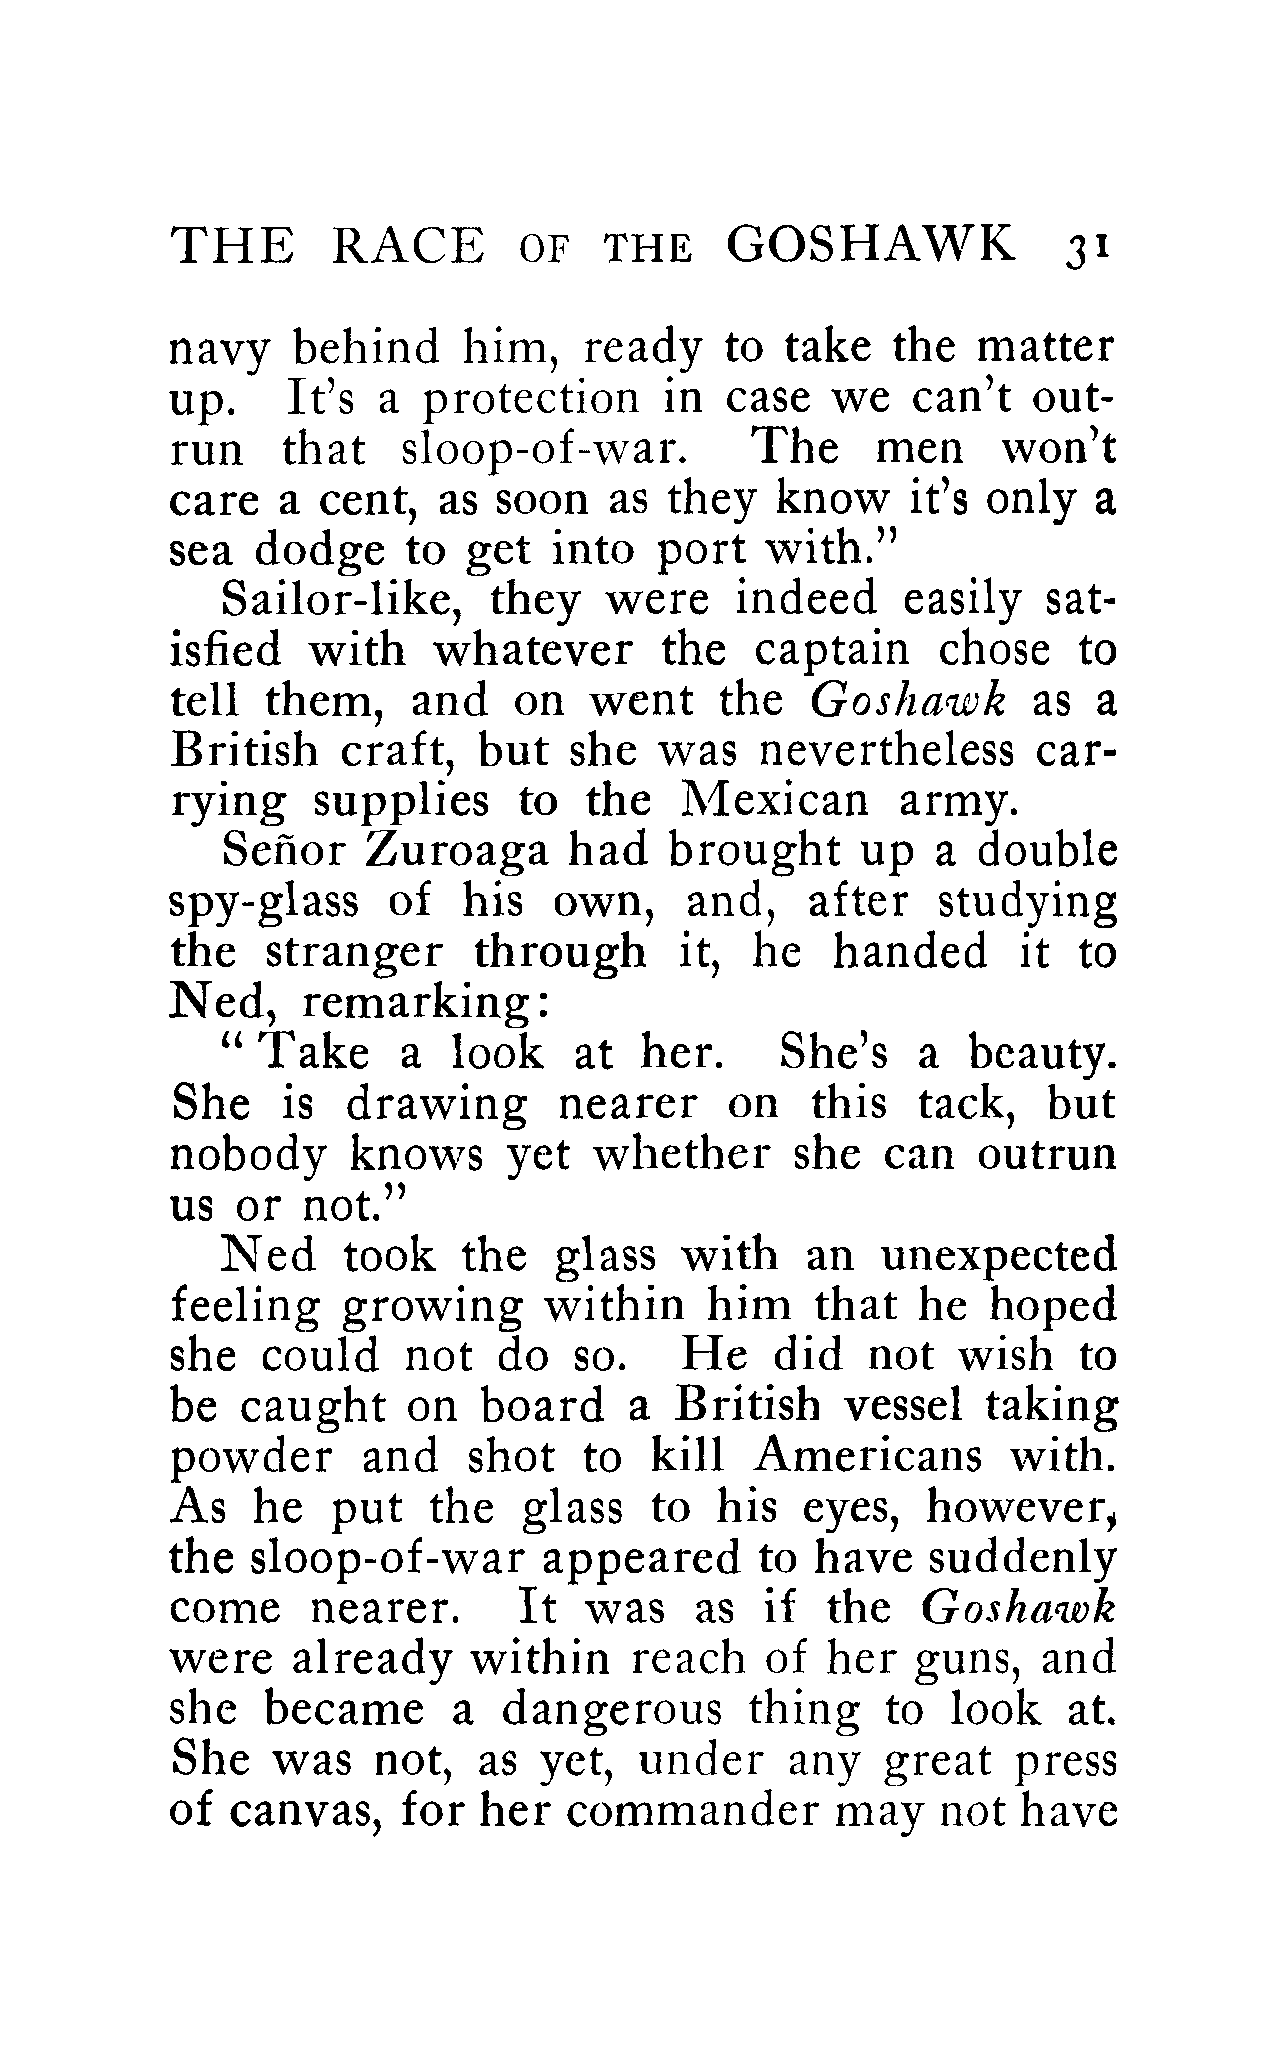 THE RACE OF THE GOSHAWK 31
navy behind him, ready to take the matter
up. It's a protection in case we can't out-
run that sloop-of-war. The men won't
care a cent, as soon as they know it's only a
sea dodge to get into port with."
Sailor-like, they were indeed easily sat-
isfied with whatever the captain chose to
tell them, and on went the Goshawk as a
British craft, but she was nevertheless car-
rying supplies to the Mexican army.
Señor Zuroaga had brought up a double
spy-glass of his own, and, after studying
the stranger through it, he handed it to
Ned, remarking:
"Take a look at her. She's a beauty.
She is drawing nearer on this tack, but
nobody knows yet whether she can outrun
us or not."
Ned took the glass with an unexpected
feeling growing within him that he hoped
she could not do so. He did not wish to
be caught on board a British vessel taking
powder and shot to kill Americans with.
As he put the glass to his eyes, however,
the sloop-of-war appeared to have suddenly
come nearer. It was as if the Goshawk
were already within reach of her guns, and
she became a dangerous thing to look at.
She was not, as yet, under any great press
of canvas, for her commander may not have